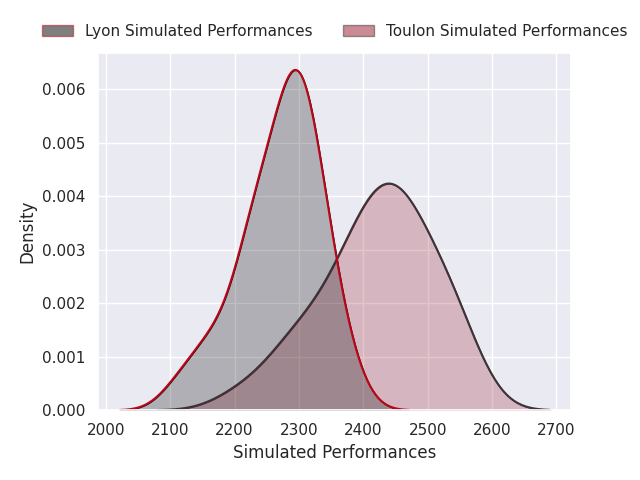 Lyon Simulated Performances Toulon Simulated Performances
0.006
0.005
0.004
0.003
0.002
0.001
0.000
Density
2000 2100 2200 2300 2400 2500 2600 2700
Simulated Performances